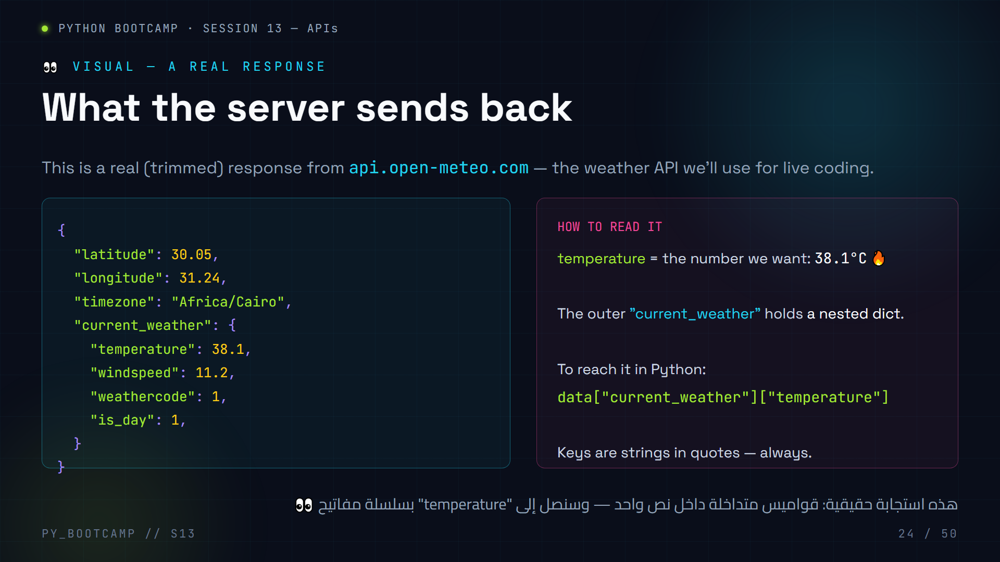 PYTHON BOOTCAMP · SESSION 13 — APIs
👀 VISUAL — A REAL RESPONSE
What the server sends back
This is a real (trimmed) response from api.open-meteo.com — the weather API we’ll use for live coding.
{
"latitude": 30.05,
"longitude": 31.24,
"timezone": "Africa/Cairo",
"current_weather": {
"temperature": 38.1,
"windspeed": 11.2,
"weathercode": 1,
"is_day": 1,
}
}
HOW TO READ IT
temperature = the number we want: 38.1°C 🔥
The outer ”current_weather” holds a nested dict.
To reach it in Python:
data["current_weather"]["temperature"]
Keys are strings in quotes — always.
هذه استجابة حقيقية: قواميس متداخلة داخل نص واحد — وسنصل إلى "temperature" بسلسلة مفاتيح 👀
PY_BOOTCAMP // S13
24 / 50